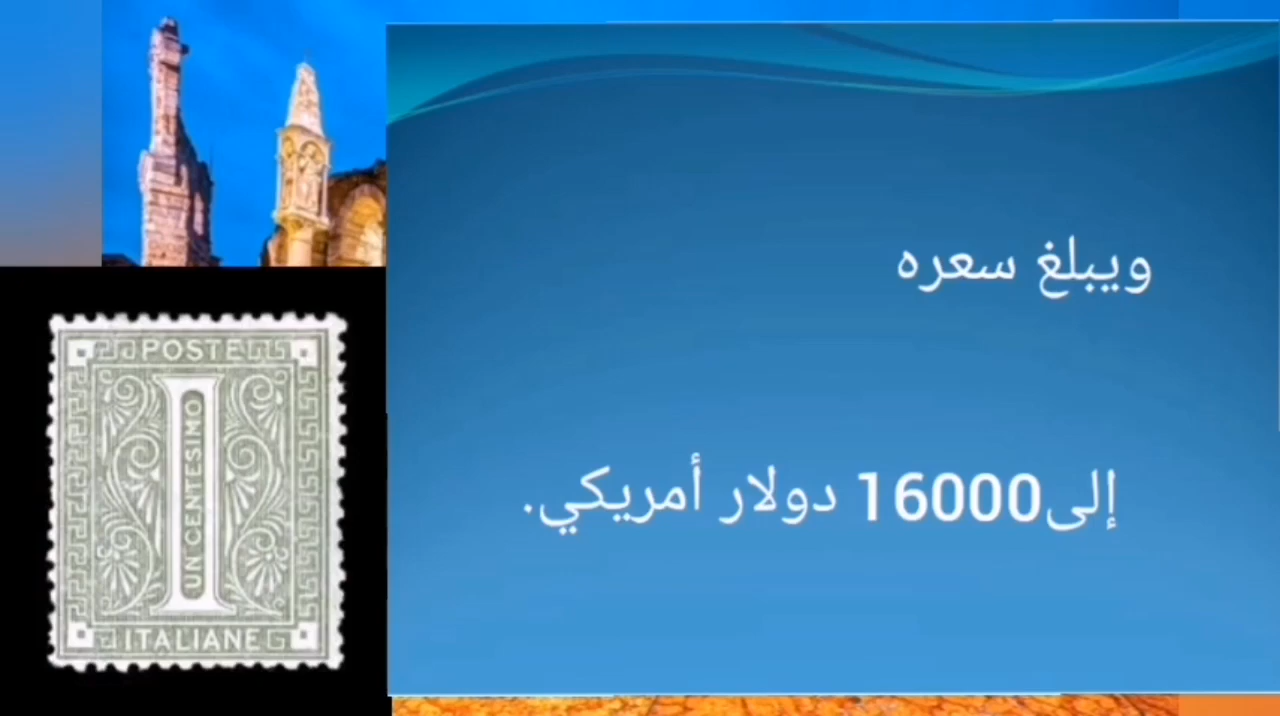 ويبلغ سعره
إلى16000 دولار أمريكي.
POSTE
UN CENTESIMO
ITALIANE